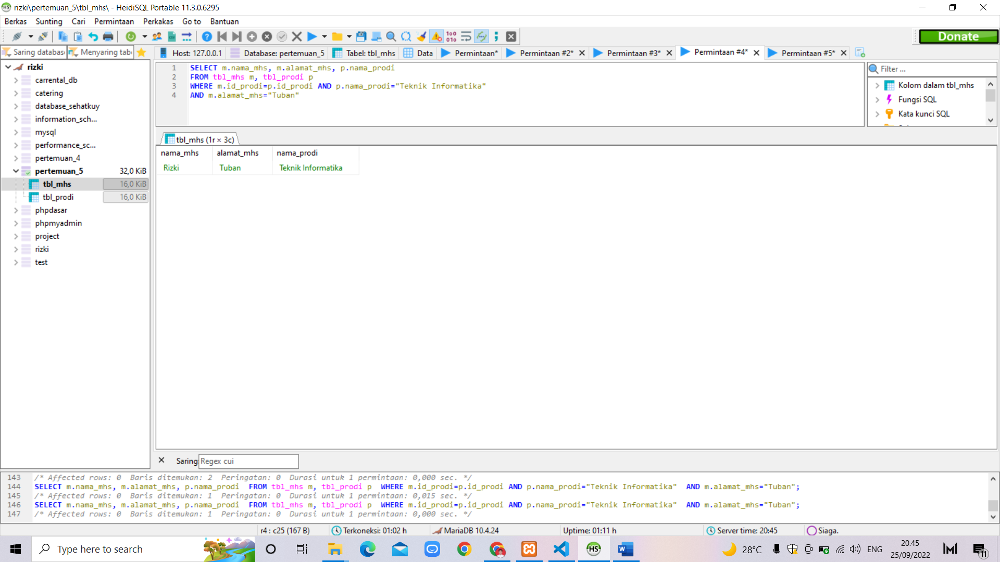 rizki\pertemuan_5\tbl_mhs\ - HeidiSQL Portable 11.3.0.6295
Berkas Sunting Cari Permintaan Perkakas Go to Bantuan
Donate
Saring databas Menyaring tab
Host: 127.0.0.1 Database: pertemuan_5 Tabel: tbl_mhs Data Permintaan* Permintaan #2* Permintaan #3* Permintaan #4* Permintaan #5*
rizki
carrental_db
catering
database_sehatkuy
information_sch...
mysql
performance_sc...
pertemuan_4
pertemuan_5 32,0 KiB
tbl_mhs 16,0 KiB
tbl_prodi 16,0 KiB
phpdasar
phpmyadmin
project
rizki
test
1 SELECT m.nama_mhs, m.alamat_mhs, p.nama_prodi
2 FROM tbl_mhs m, tbl_prodi p
3 WHERE m.id_prodi=p.id_prodi AND p.nama_prodi="Teknik Informatika"
4 AND m.alamat_mhs="Tuban"
Filter ...
Kolom dalam tbl_mhs
Fungsi SQL
Kata kunci SQL
tbl_mhs (1r × 3c)
nama_mhs alamat_mhs nama_prodi
Rizki Tuban Teknik Informatika
Saring: Regex cui
143 /* Affected rows: 0  Baris ditemukan: 2  Peringatan: 0  Durasi untuk 1 permintaan: 0,000 sec. */
144 SELECT m.nama_mhs, m.alamat_mhs, p.nama_prodi  FROM tbl_mhs m, tbl_prodi p  WHERE m.id_prodi=p.id_prodi AND p.nama_prodi="Teknik Informatika"  AND m.alamat_mhs="Tuban";
145 /* Affected rows: 0  Baris ditemukan: 1  Peringatan: 0  Durasi untuk 1 permintaan: 0,015 sec. */
146 SELECT m.nama_mhs, m.alamat_mhs, p.nama_prodi  FROM tbl_mhs m, tbl_prodi p  WHERE m.id_prodi=p.id_prodi AND p.nama_prodi="Teknik Informatika"  AND m.alamat_mhs="Tuban";
147 /* Affected rows: 0  Baris ditemukan: 1  Peringatan: 0  Durasi untuk 1 permintaan: 0,000 sec. */
r4 : c25 (167 B) Terkoneksi: 01:02 h MariaDB 10.4.24 Uptime: 01:11 h Server time: 20:45 Siaga.
Type here to search
28°C ENG
20.45
25/09/2022
11